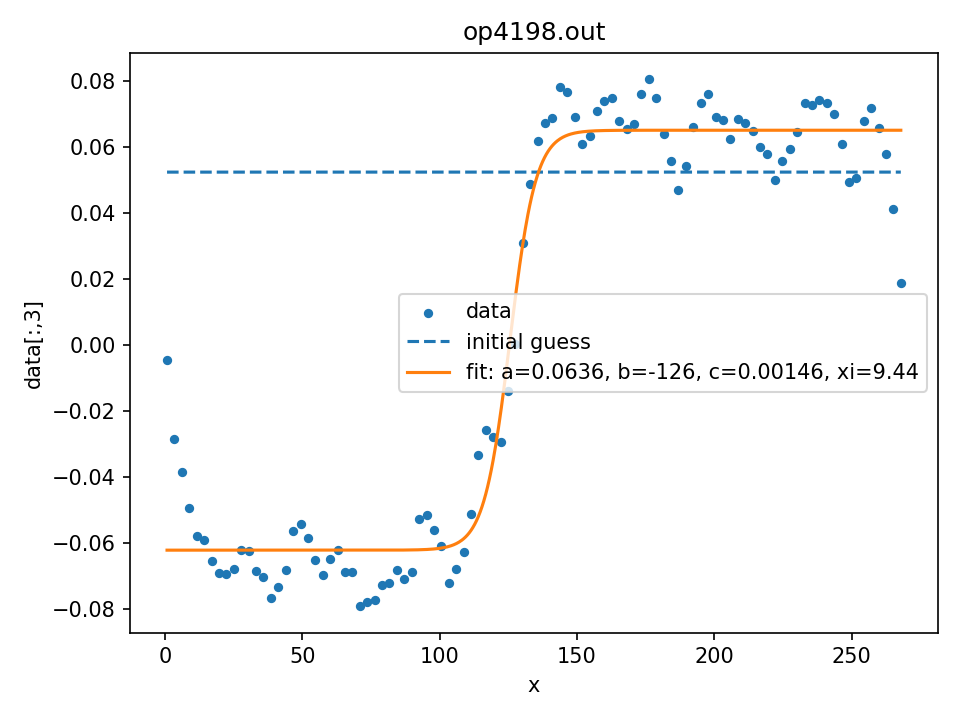 op4198.out
data[:,3]
0.08
0.06
0.04
0.02
0.00
−0.02
−0.04
−0.06
−0.08
data
initial guess
fit: a=0.0636, b=-126, c=0.00146, xi=9.44
0 50 100 150 200 250
x